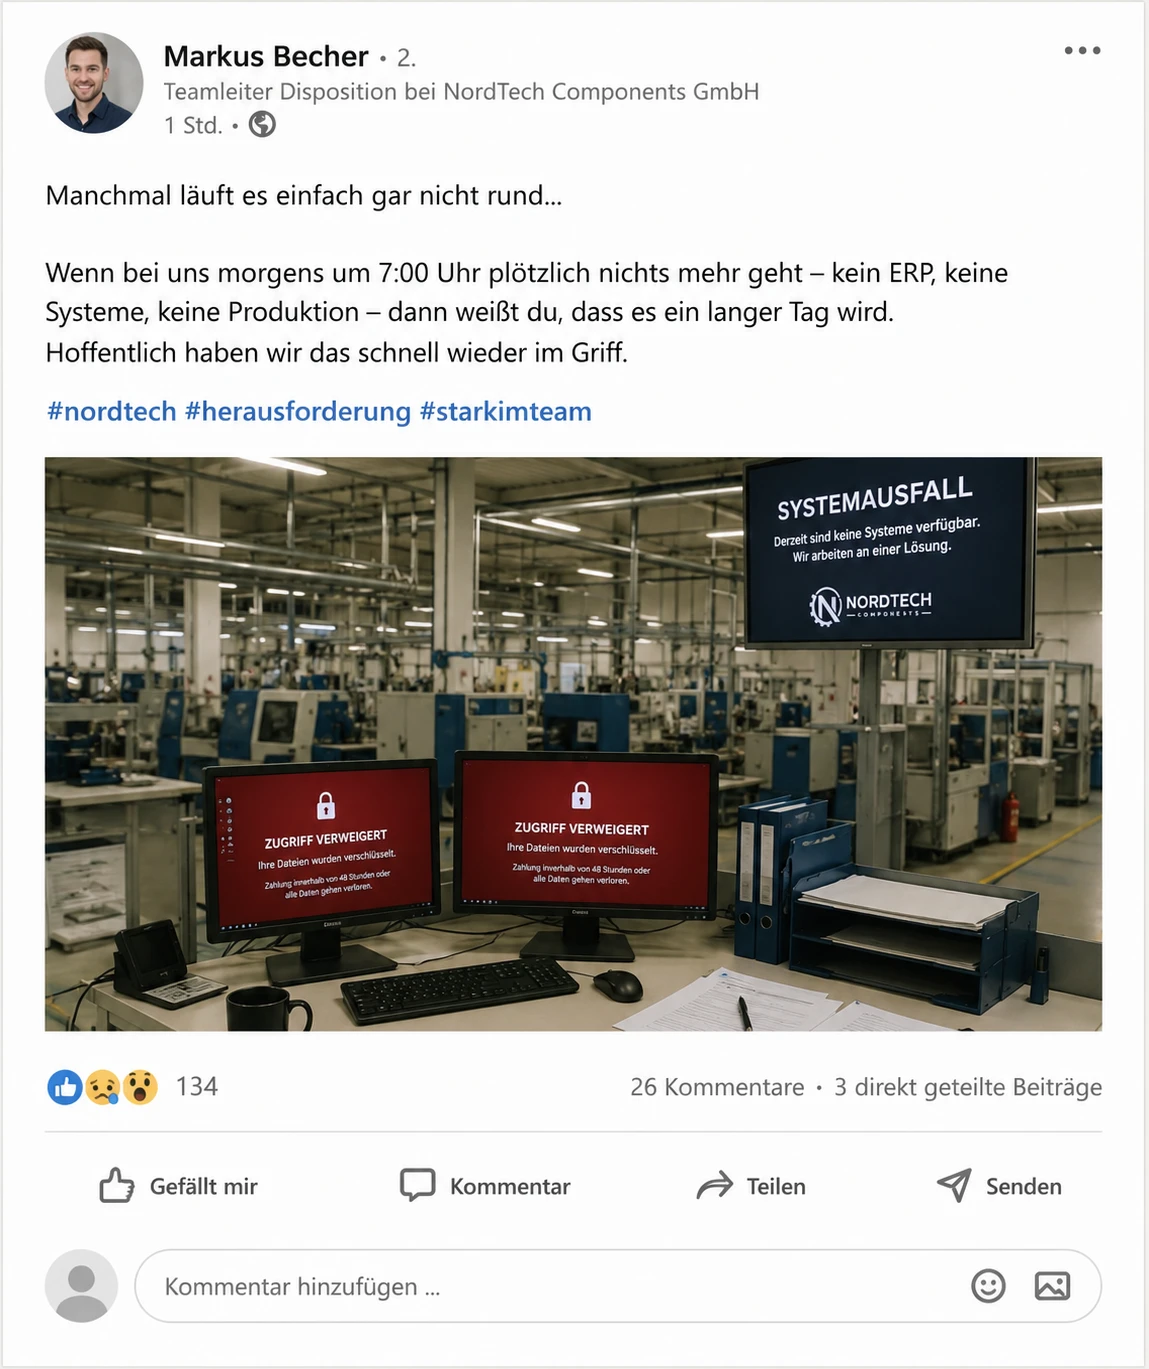 Markus Becher • 2.
Teamleiter Disposition bei NordTech Components GmbH
1 Std. •
Manchmal läuft es einfach gar nicht rund...
Wenn bei uns morgens um 7:00 Uhr plötzlich nichts mehr geht – kein ERP, keine
Systeme, keine Produktion – dann weißt du, dass es ein langer Tag wird.
Hoffentlich haben wir das schnell wieder im Griff.
#nordtech #herausforderung #starkimteam
SYSTEMAUSFALL
Derzeit sind keine Systeme verfügbar.
Wir arbeiten an einer Lösung.
NORDTECH
COMPONENTS
ZUGRIFF VERWEIGERT
Ihre Dateien wurden verschlüsselt.
Zahlung innerhalb von 48 Stunden oder
alle Daten gehen verloren.
ZUGRIFF VERWEIGERT
Ihre Dateien wurden verschlüsselt.
Zahlung inverhalb von 48 Stunden oder
alle Daten gehen verloren.
134
26 Kommentare • 3 direkt geteilte Beiträge
Gefällt mir
Kommentar
Teilen
Senden
Kommentar hinzufügen ...